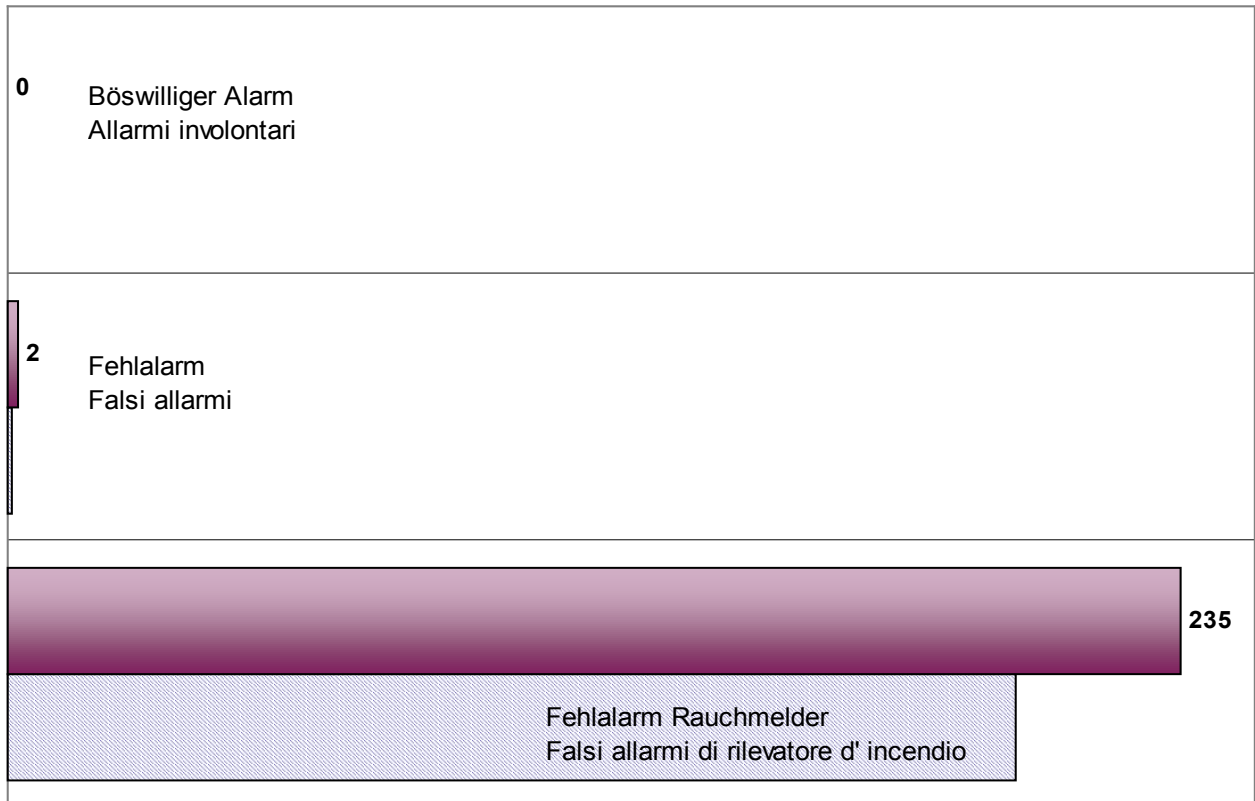 0
Böswilliger Alarm
Allarmi involontari
2
Fehlalarm
Falsi allarmi
235
Fehlalarm Rauchmelder
Falsi allarmi di rilevatore d' incendio